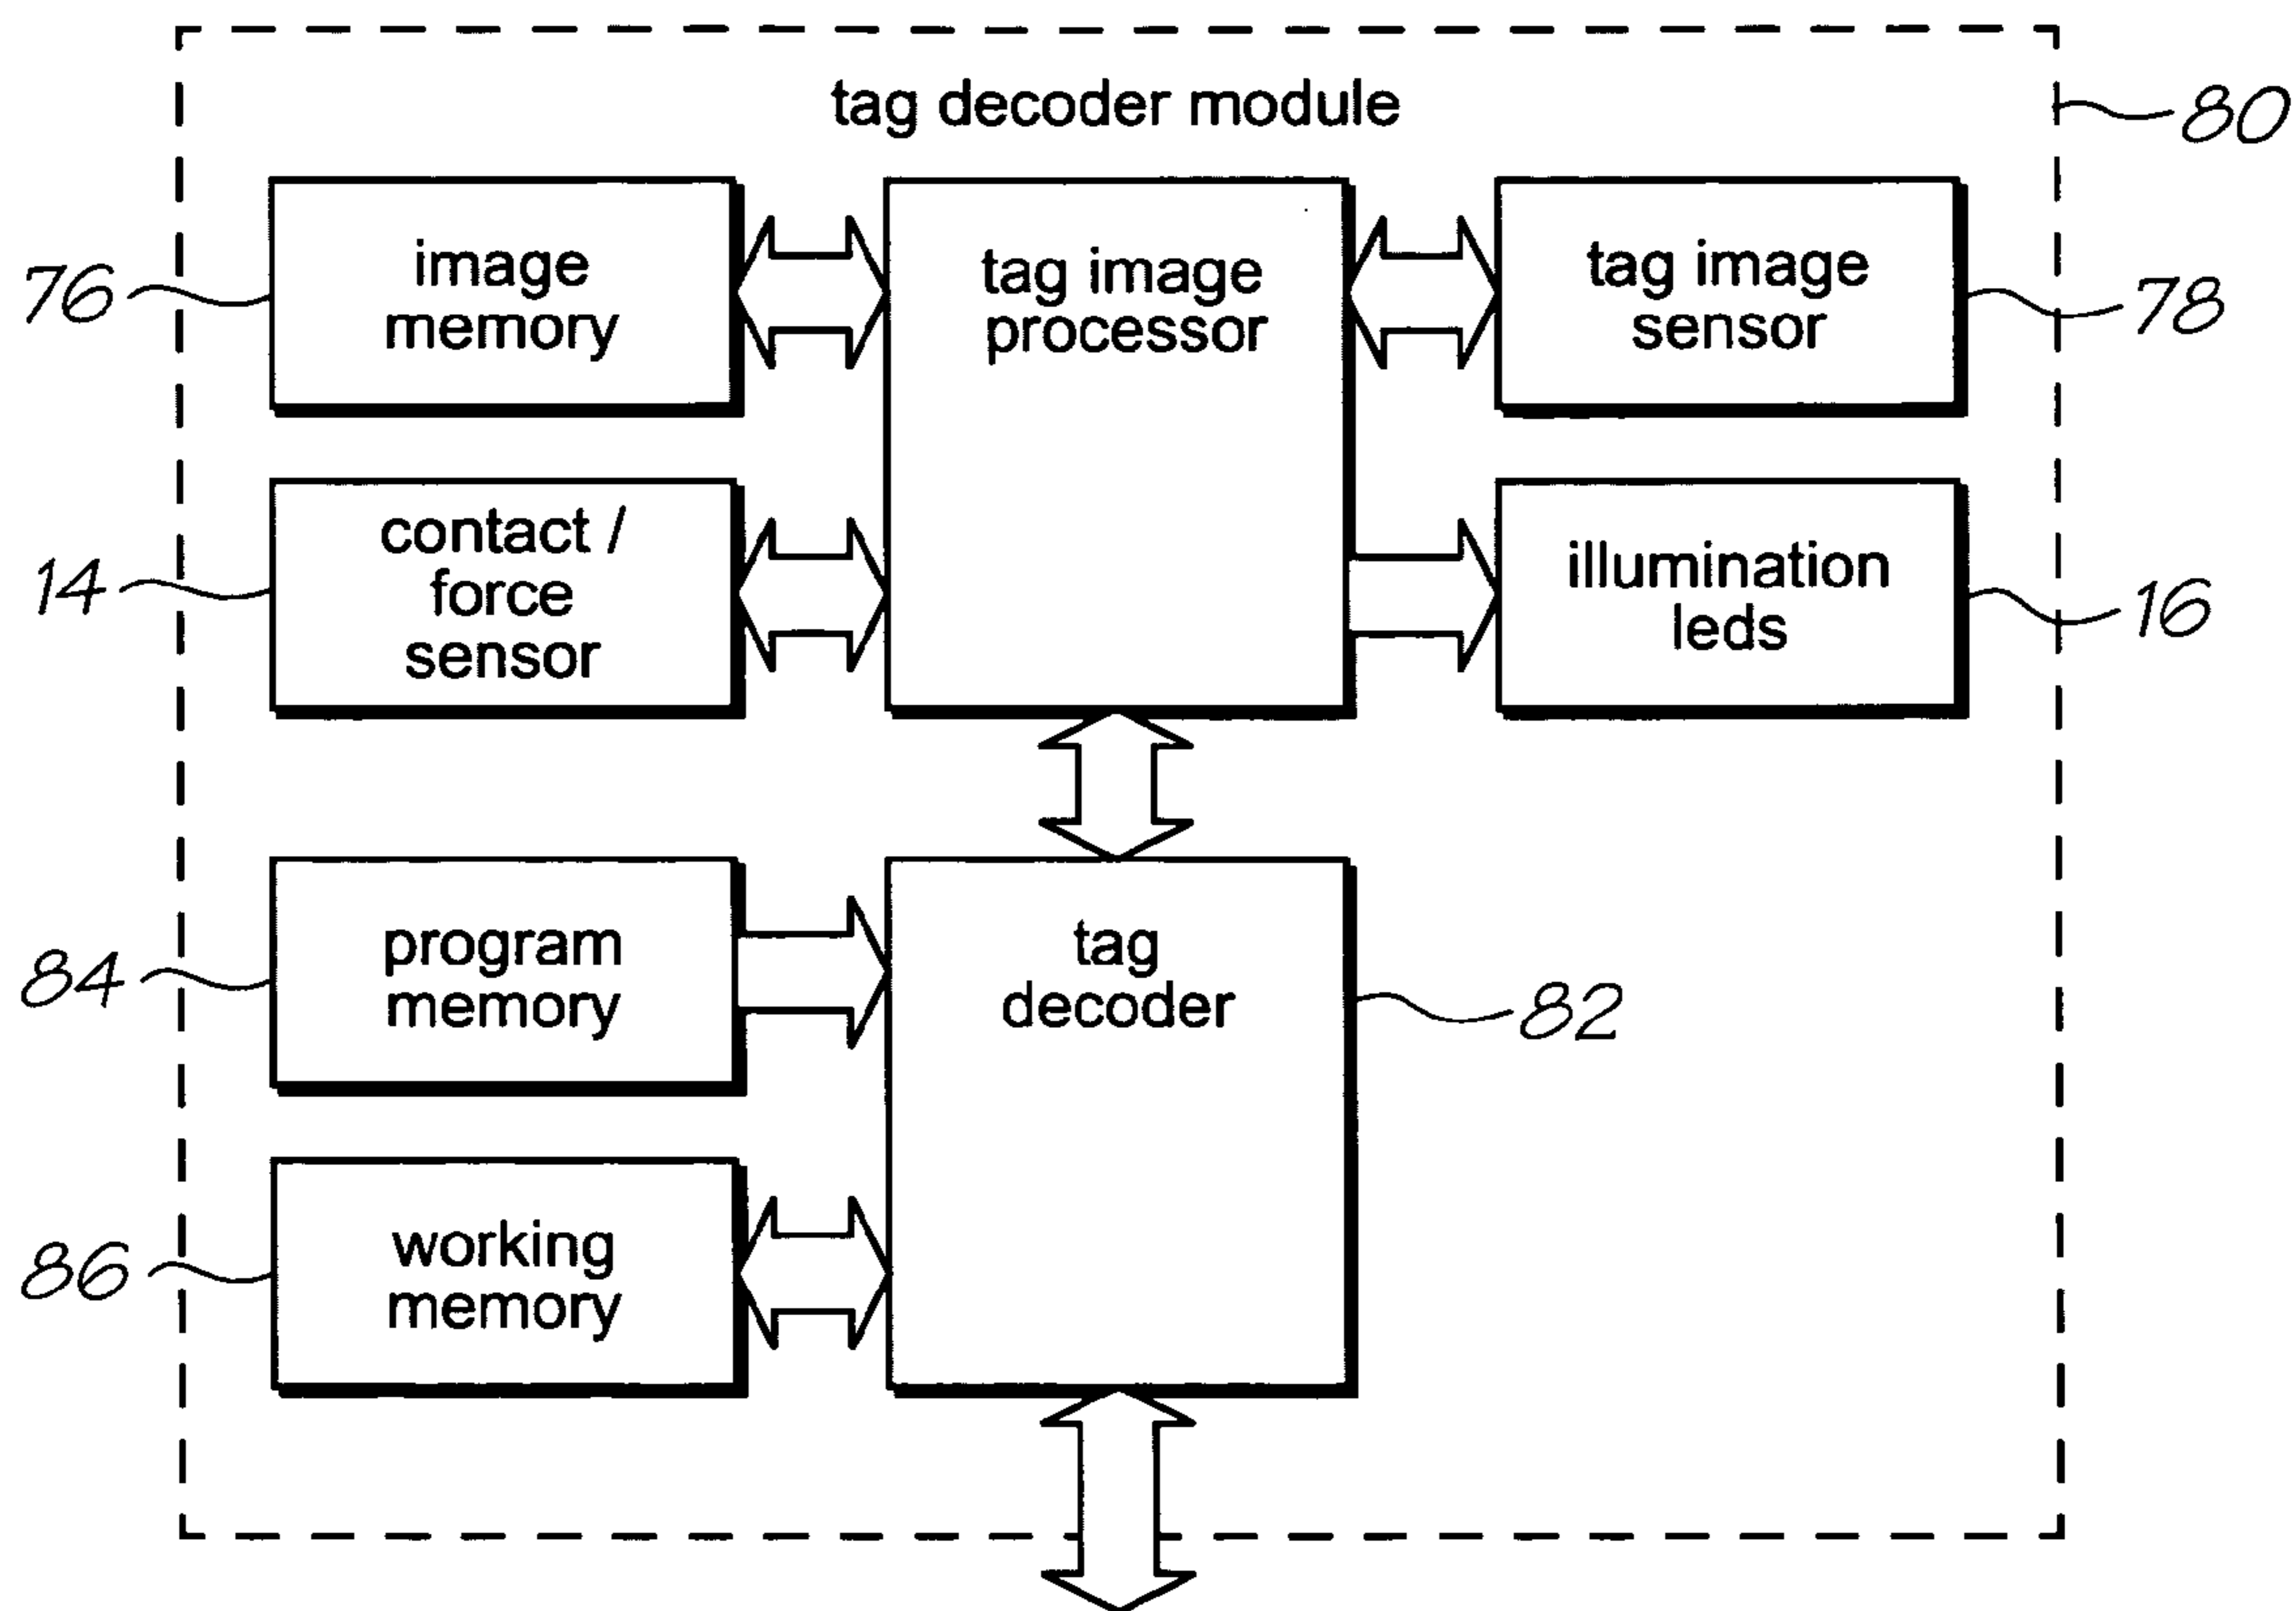 tag decoder module
80
76
image
memory
tag image
processor
tag image
sensor
78
14
contact /
force
sensor
illumination
leds
16
84
program
memory
tag
decoder
82
86
working
memory